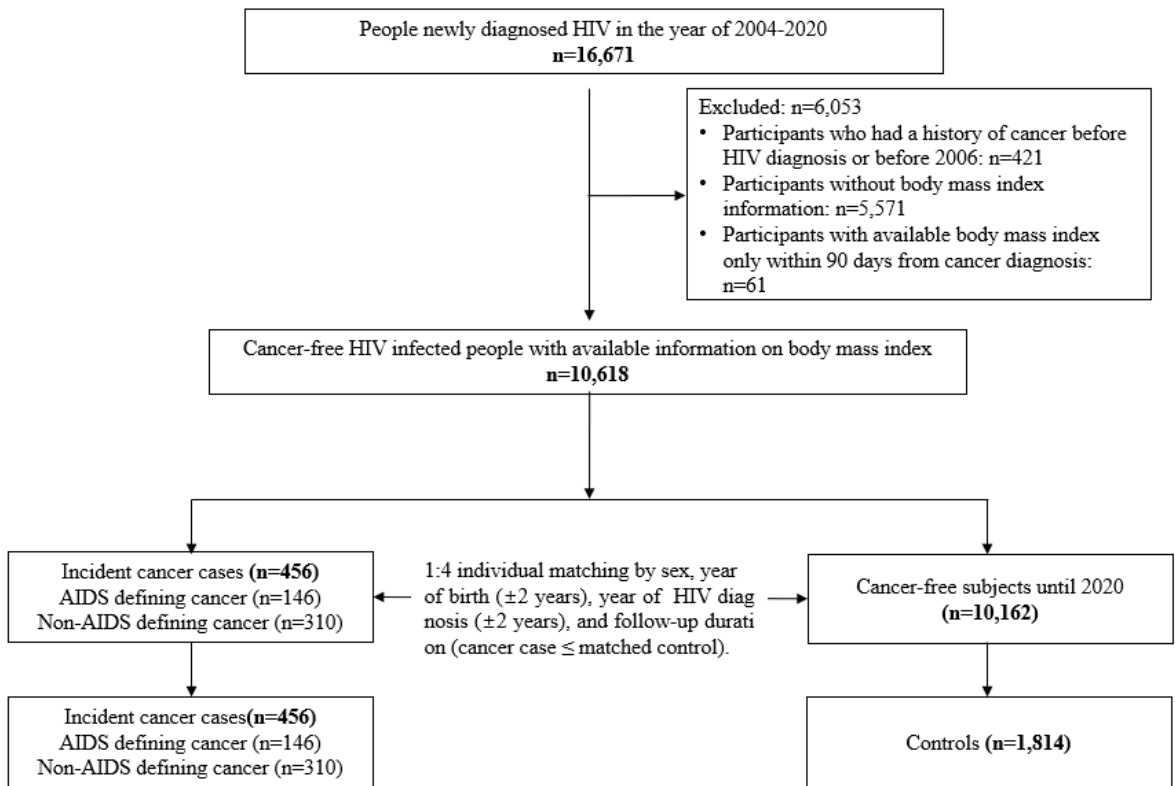 People newly diagnosed HIV in the year of 2004-2020
n=16,671
Excluded: n=6,053
• Participants who had a history of cancer before
HIV diagnosis or before 2006: n=421
• Participants without body mass index
information: n=5,571
• Participants with available body mass index
only within 90 days from cancer diagnosis:
n=61
Cancer-free HIV infected people with available information on body mass index
n=10,618
Incident cancer cases (n=456)
AIDS defining cancer (n=146)
Non-AIDS defining cancer (n=310)
1:4 individual matching by sex, year
of birth (±2 years), year of HIV diag
nosis (±2 years), and follow-up durati
on (cancer case ≤ matched control).
Cancer-free subjects until 2020
(n=10,162)
Incident cancer cases(n=456)
AIDS defining cancer (n=146)
Non-AIDS defining cancer (n=310)
Controls (n=1,814)